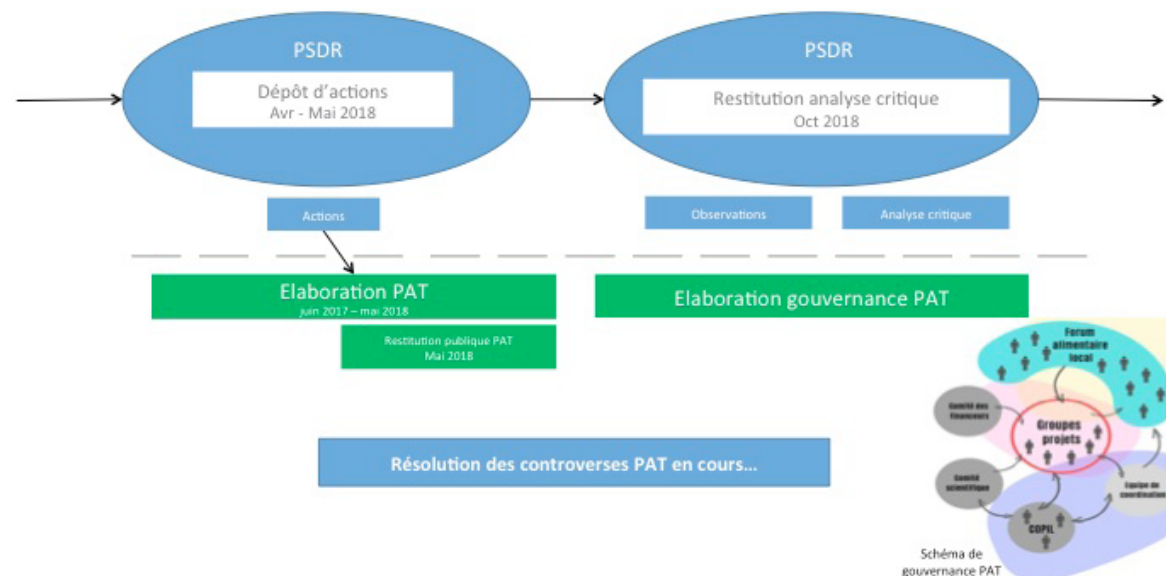 PSDR
Dépôt d'actions
Avr - Mai 2018
PSDR
Restitution analyse critique
Oct 2018
Actions
Observations
Analyse critique
Elaboration PAT
juin 2017 – mai 2018
Restitution publique PAT
Mai 2018
Elaboration gouvernance PAT
Résolution des controverses PAT en cours...
Forum
alimentaire
local
Comité des
financeurs
Groupes
projets
Comité
scientifique
Equipe de
coordination
COPIL
Schéma de
gouvernance PAT